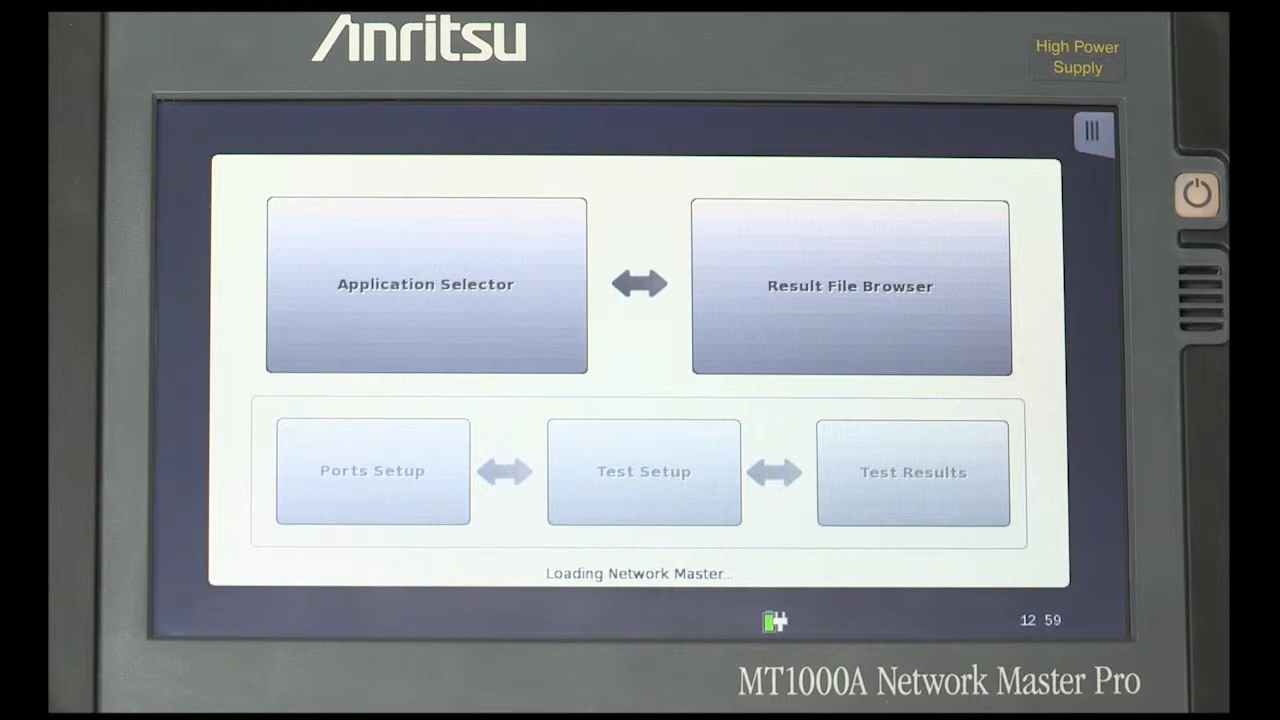 Anritsu
High Power
Supply
Application Selector
Result File Browser
Ports Setup
Test Setup
Test Results
Loading Network Master...
12 59
MT1000A Network Master Pro